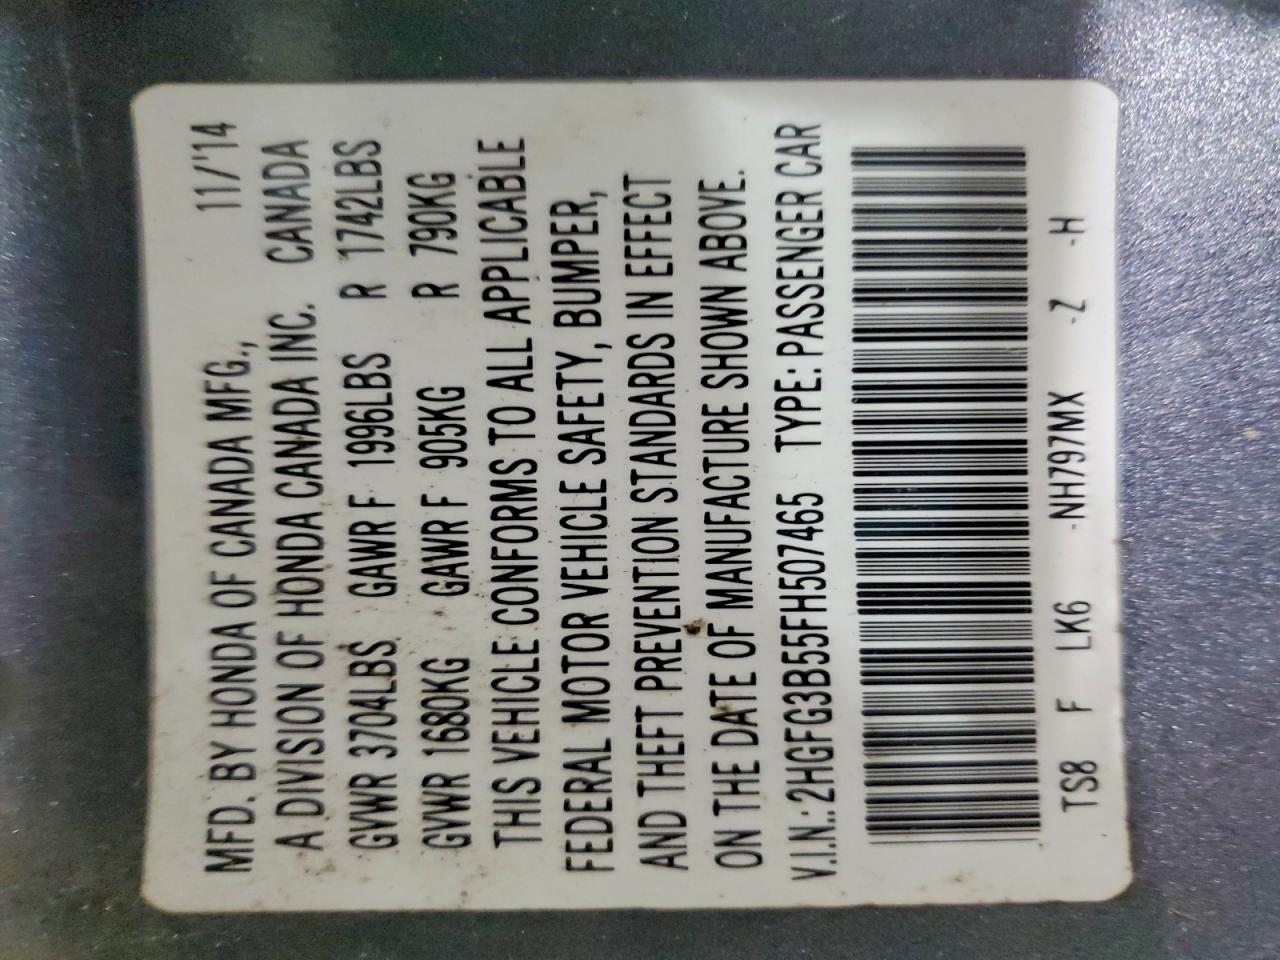 MFD. BY HONDA OF CANADA MFG., 11/'14
A DIVISION OF HONDA CANADA INC. CANADA
GVWR 3704LBS GAWR F 1996LBS R 1742LBS
GVWR 1680KG GAWR F 905KG R 790KG
THIS VEHICLE CONFORMS TO ALL APPLICABLE
FEDERAL MOTOR VEHICLE SAFETY, BUMPER,
AND THEFT PREVENTION STANDARDS IN EFFECT
ON THE DATE OF MANUFACTURE SHOWN ABOVE.
V.I.N.: 2HGFG3B55FH507465 TYPE: PASSENGER CAR
TS8 F LK6 -NH797MX -Z -H